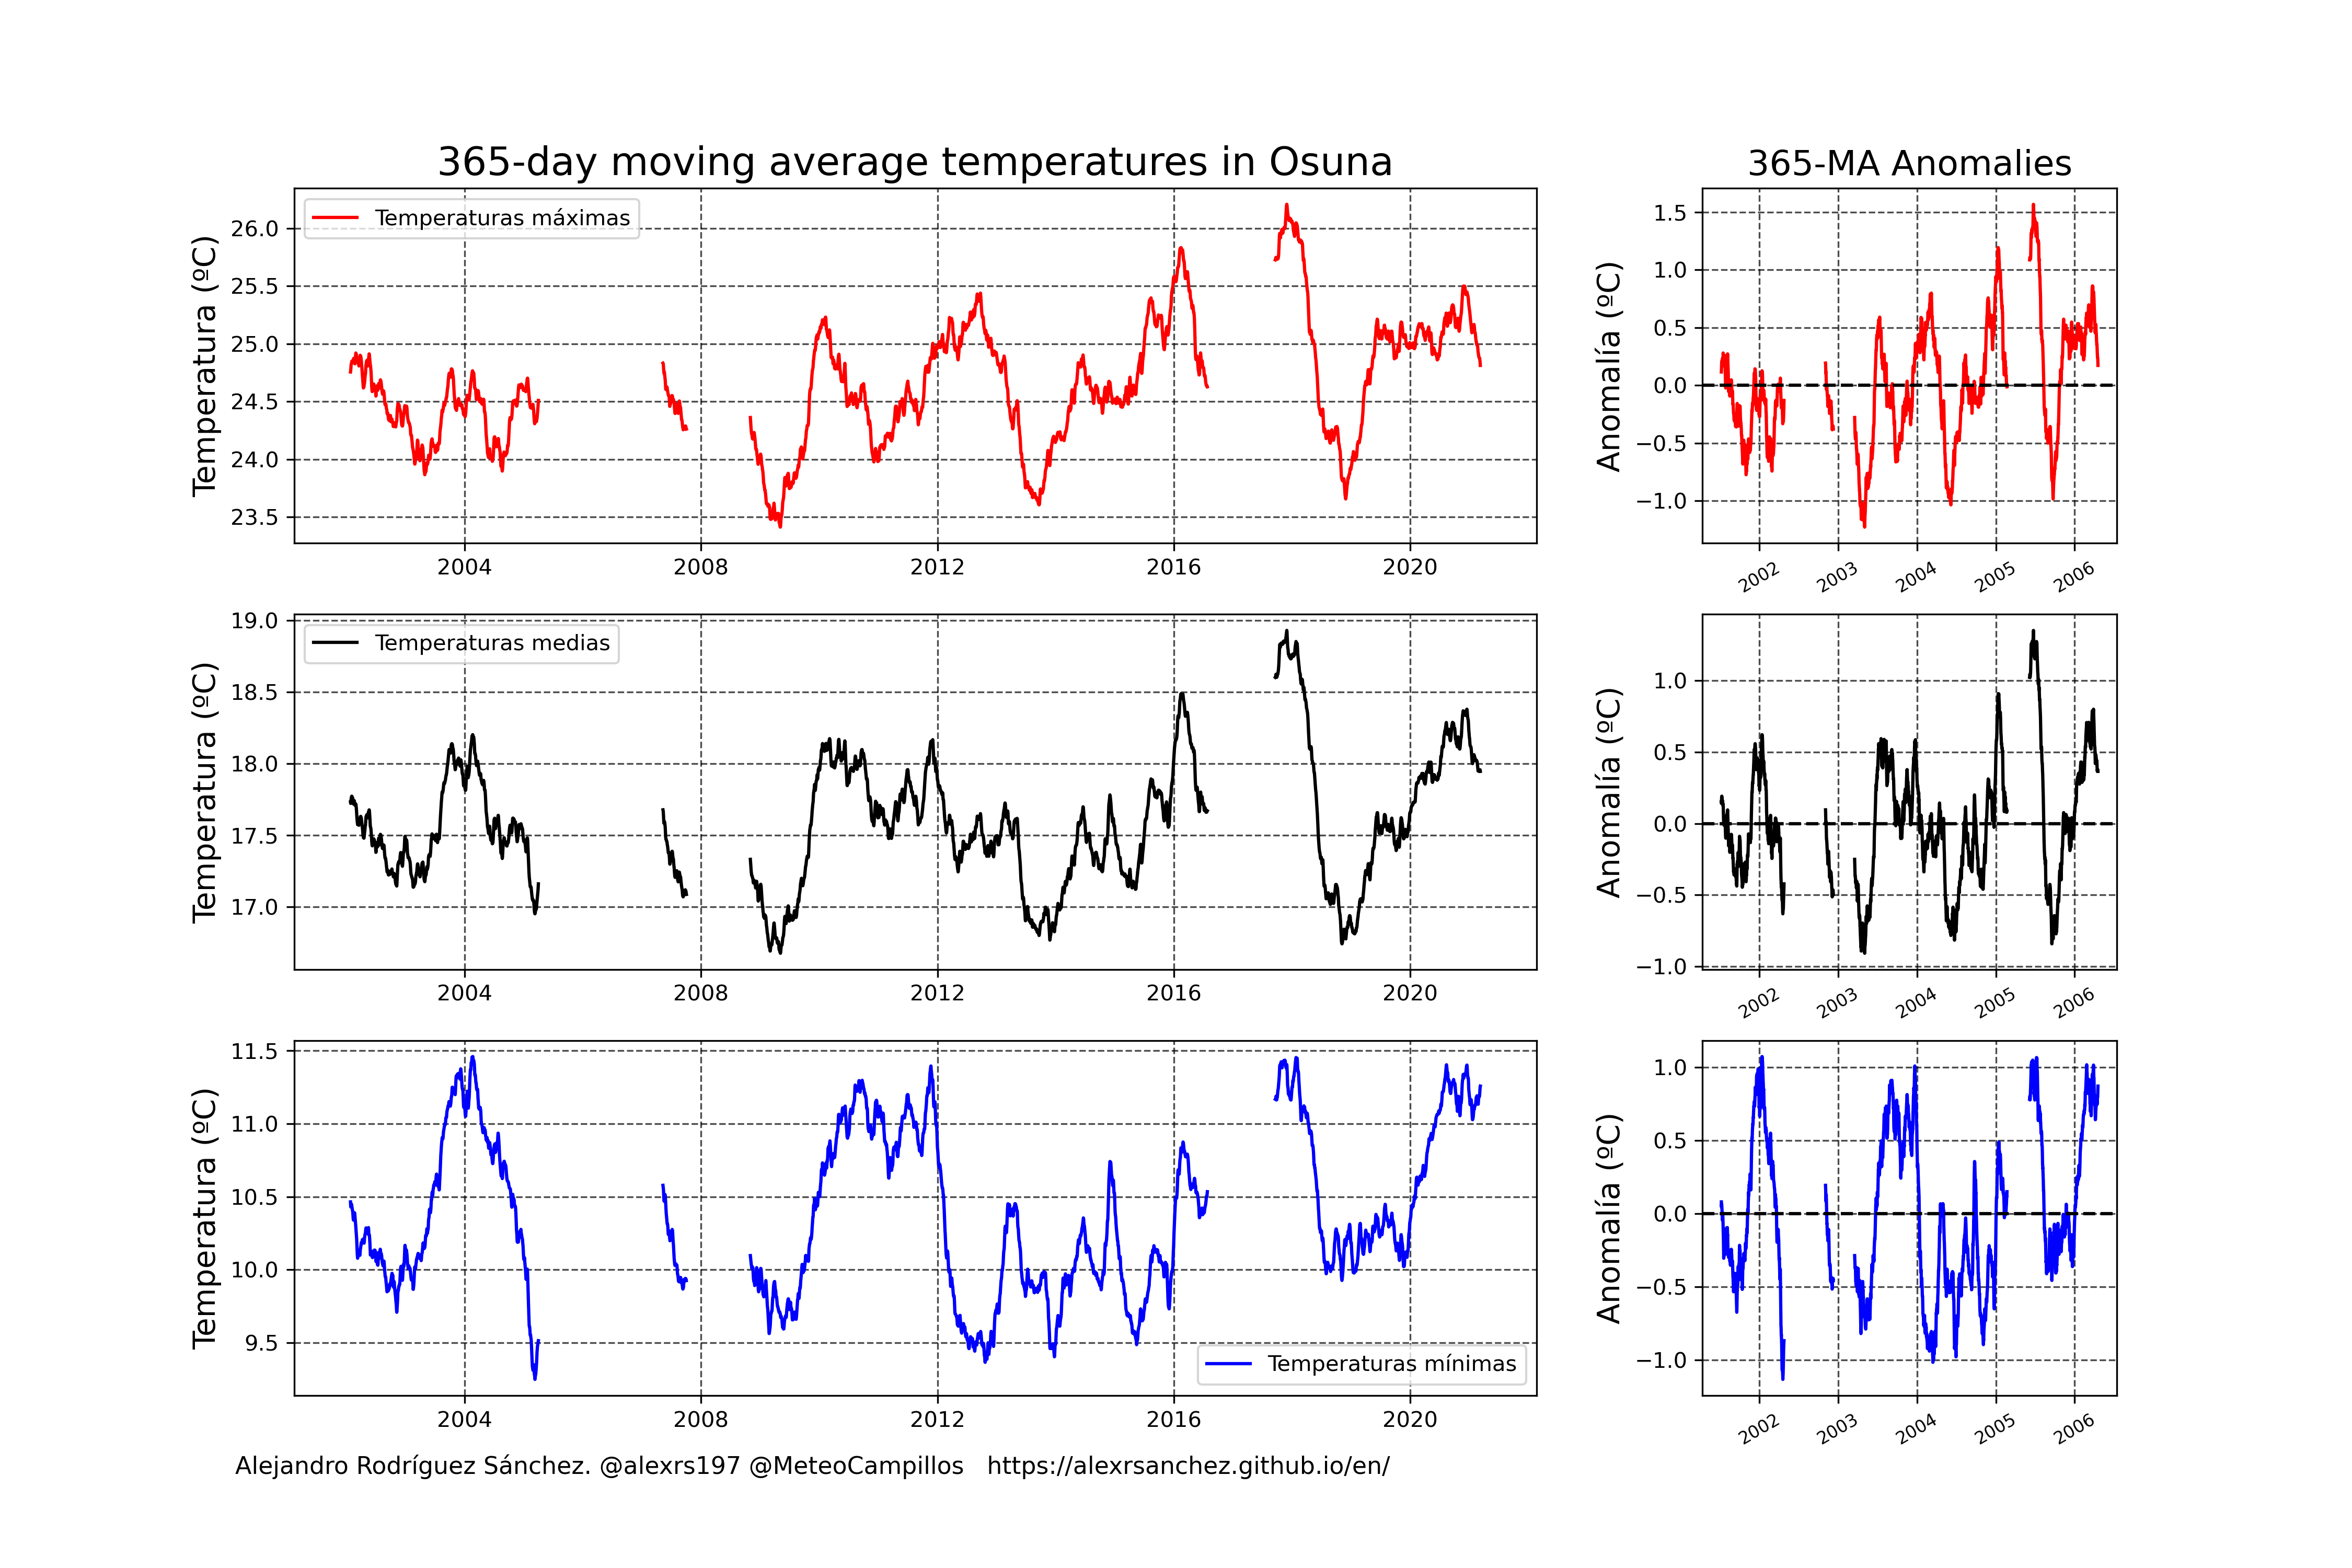 365-day moving average temperatures in Osuna
Temperatura (ºC)
26.0
25.5
25.0
24.5
24.0
23.5
Temperaturas máximas
2004 2008 2012 2016 2020
365-MA Anomalies
Anomalía (ºC)
1.5
1.0
0.5
0.0
−0.5
−1.0
2002 2003 2004 2005 2006
Temperatura (ºC)
19.0
18.5
18.0
17.5
17.0
Temperaturas medias
2004 2008 2012 2016 2020
Anomalía (ºC)
1.0
0.5
0.0
−0.5
−1.0
2002 2003 2004 2005 2006
Temperatura (ºC)
11.5
11.0
10.5
10.0
9.5
Temperaturas mínimas
2004 2008 2012 2016 2020
Anomalía (ºC)
1.0
0.5
0.0
−0.5
−1.0
2002 2003 2004 2005 2006
Alejandro Rodríguez Sánchez. @alexrs197 @MeteoCampillos https://alexrsanchez.github.io/en/